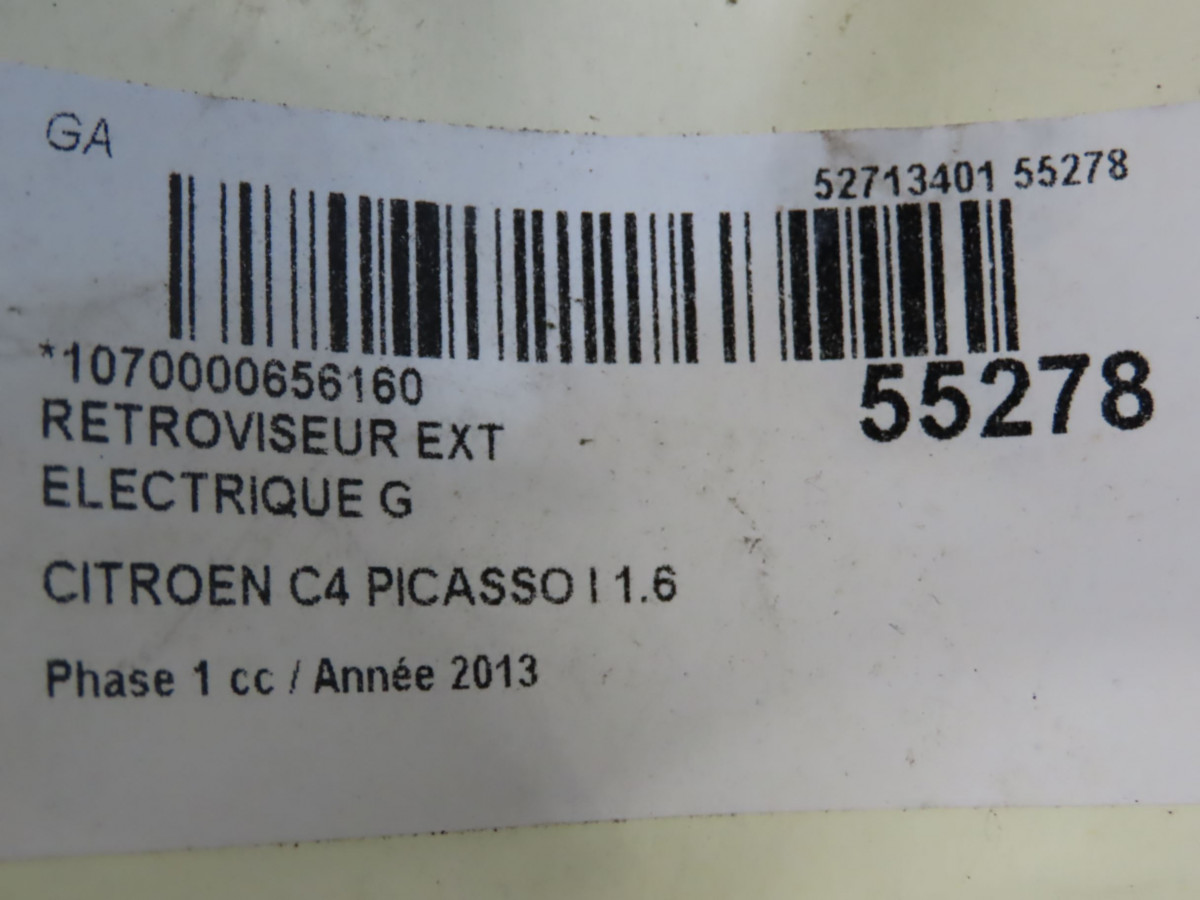 GA
52713401 55278
*1070000656160
55278
RETROVISEUR EXT
ELECTRIQUE G
CITROEN C4 PICASSO I 1.6
Phase 1 cc / Année 2013